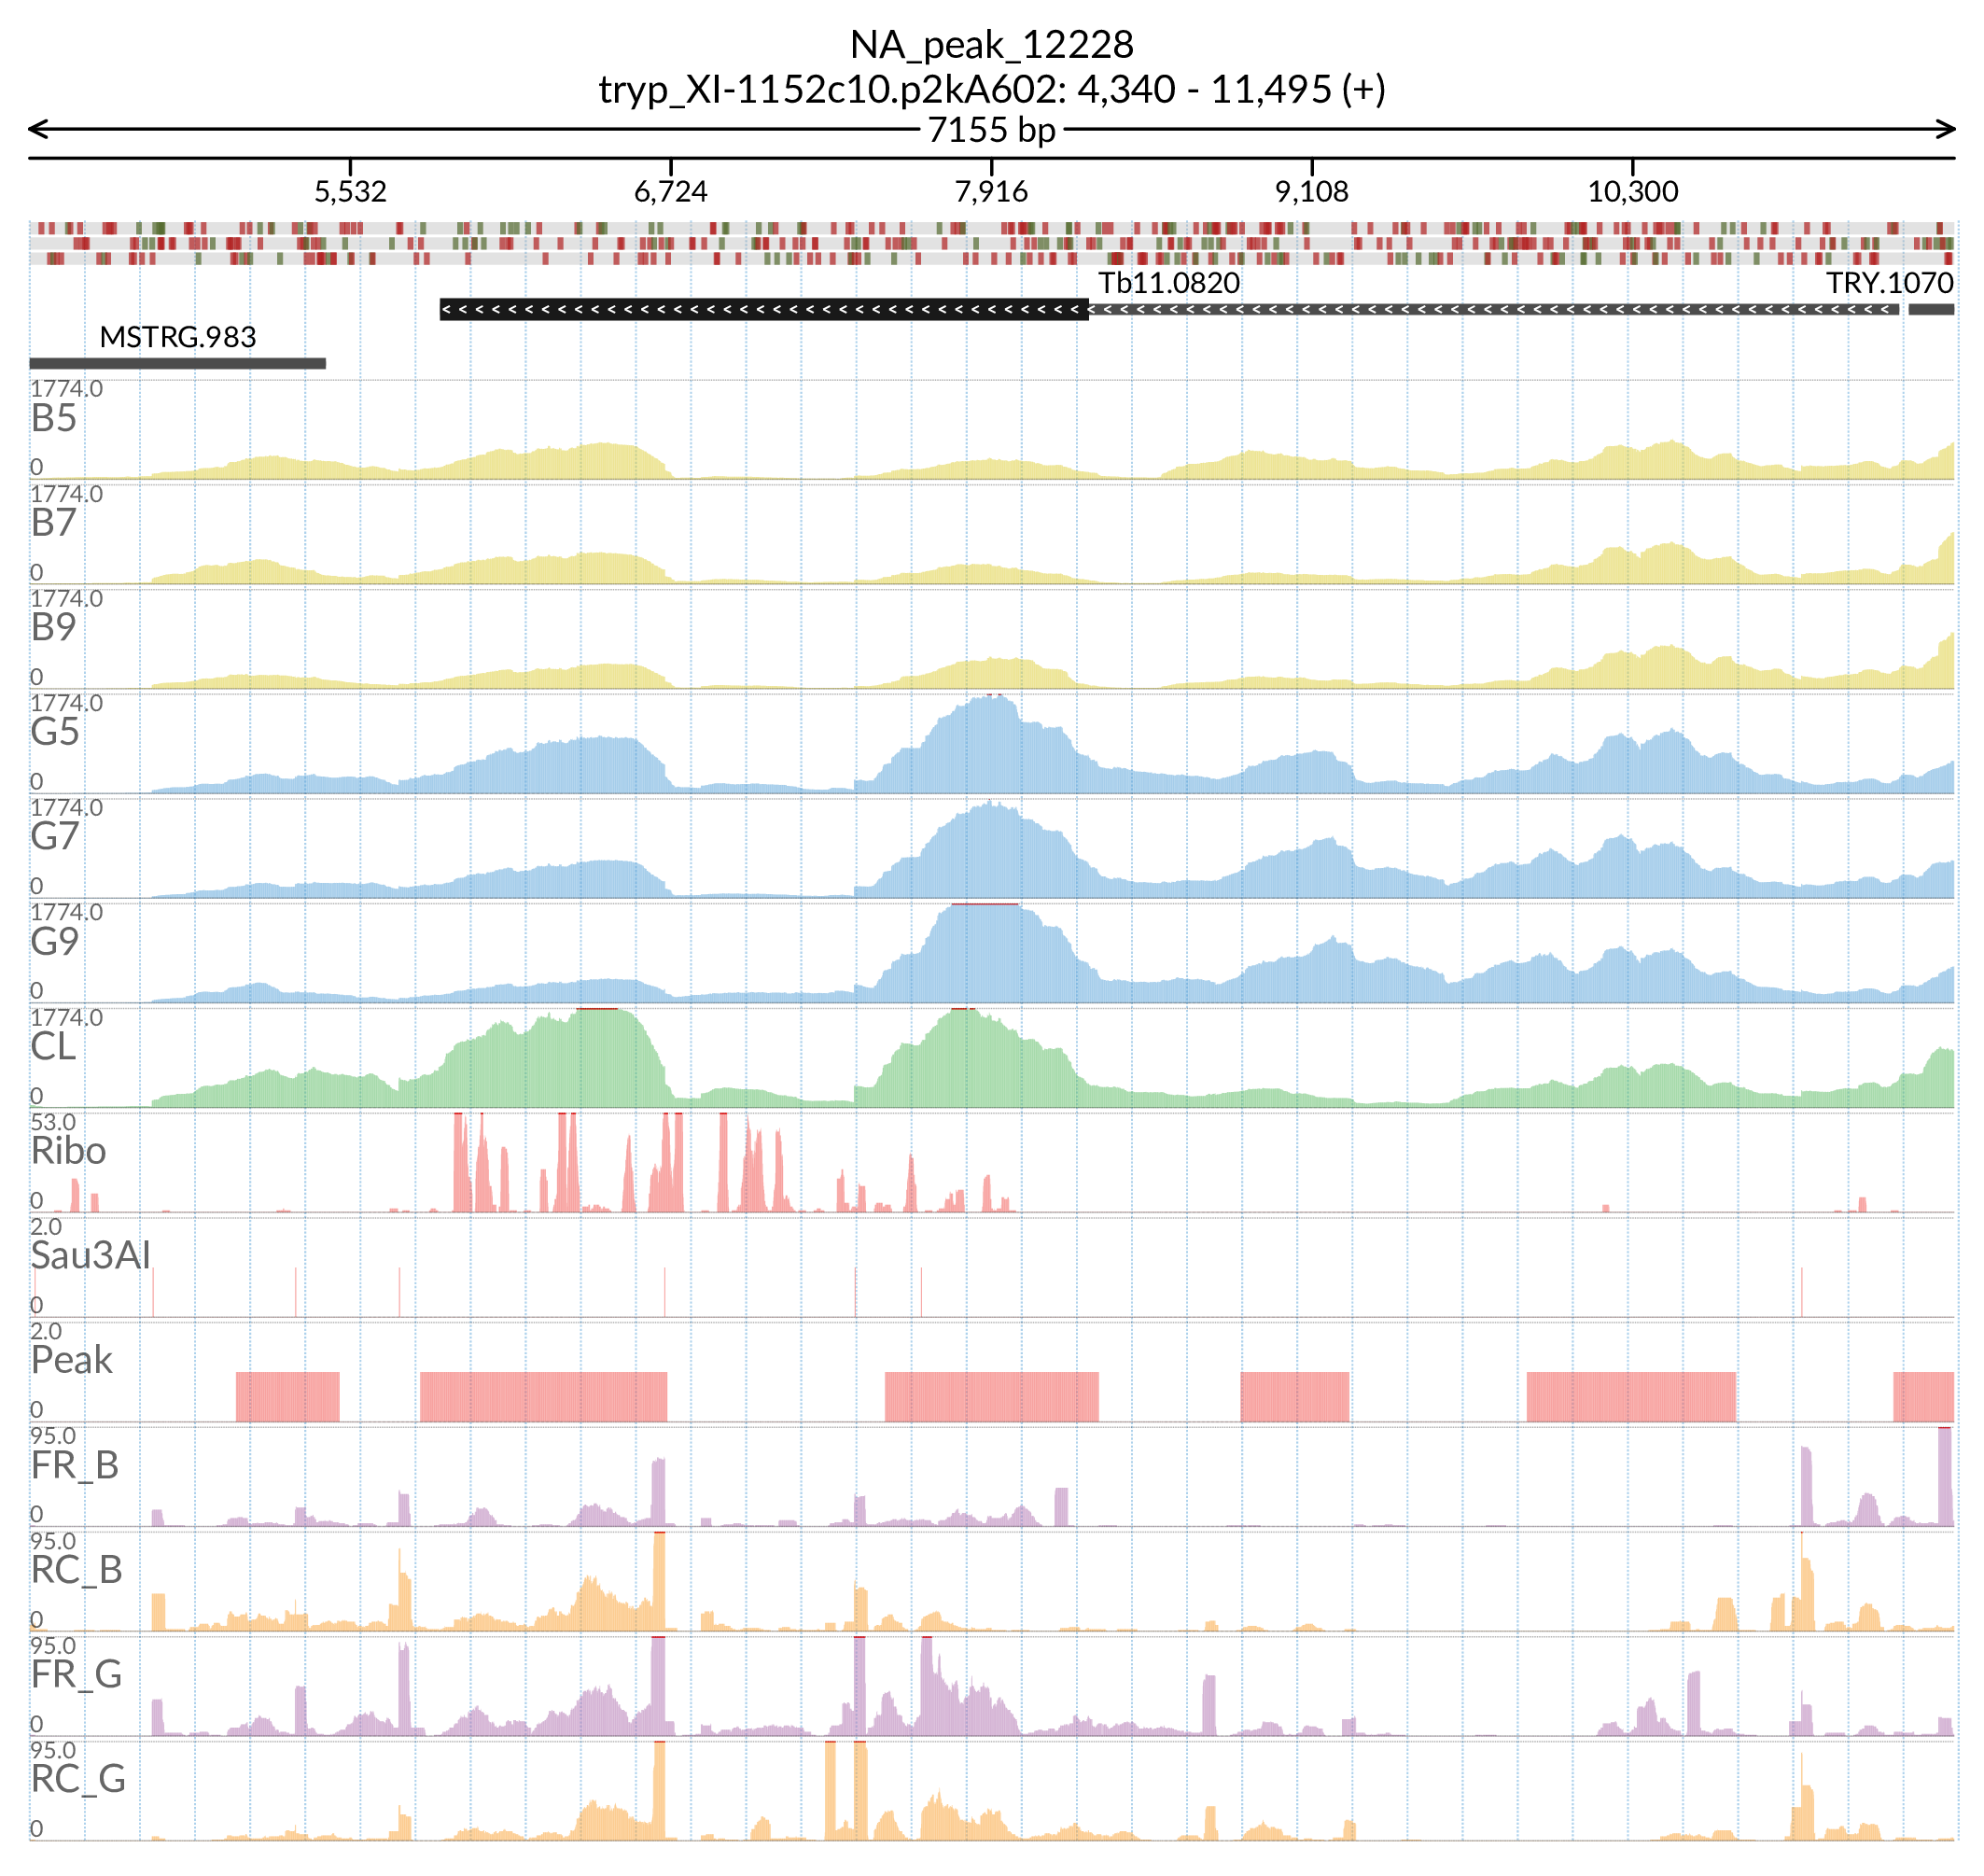 NA_peak_12228
tryp_XI-1152c10.p2kA602: 4,340 - 11,495 (+)
7155 bp
5,532 6,724 7,916 9,108 10,300
Tb11.0820 TRY.1070
MSTRG.983
1774.0
B5
0
1774.0
B7
0
1774.0
B9
0
1774.0
G5
0
1774.0
G7
0
1774.0
G9
0
1774.0
CL
0
53.0
Ribo
0
2.0
Sau3AI
0
2.0
Peak
0
95.0
FR_B
0
95.0
RC_B
0
95.0
FR_G
0
95.0
RC_G
0